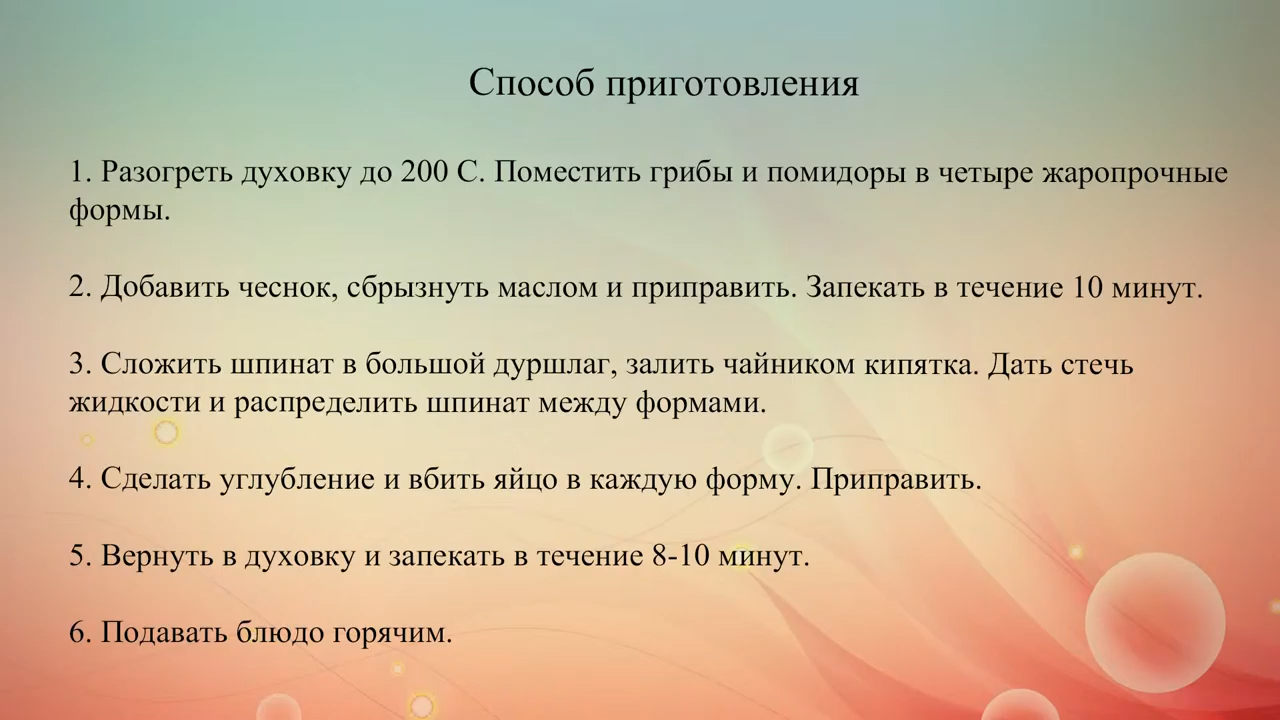 Способ приготовления
1. Разогреть духовку до 200 С. Поместить грибы и помидоры в четыре жаропрочные
формы.
2. Добавить чеснок, сбрызнуть маслом и приправить. Запекать в течение 10 минут.
3. Сложить шпинат в большой дуршлаг, залить чайником кипятка. Дать стечь
жидкости и распределить шпинат между формами.
4. Сделать углубление и вбить яйцо в каждую форму. Приправить.
5. Вернуть в духовку и запекать в течение 8-10 минут.
6. Подавать блюдо горячим.